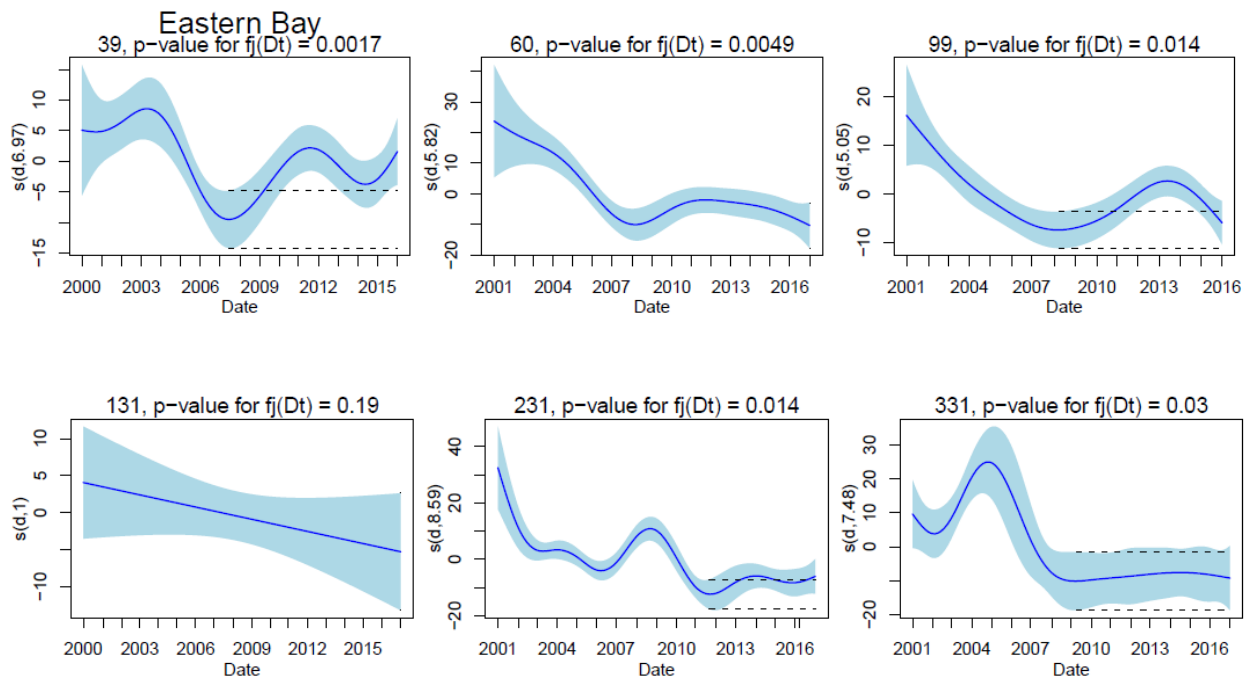 Eastern Bay
39, p−value for fj(Dt) = 0.0017
60, p−value for fj(Dt) = 0.0049
99, p−value for fj(Dt) = 0.014
s(d,6.97)
−15 −5 0 5 10
2000 2003 2006 2009 2012 2015
Date
s(d,5.82)
−20 0 10 30
2001 2004 2007 2010 2013 2016
Date
s(d,5.05)
−10 0 10 20
2001 2004 2007 2010 2013 2016
Date
131, p−value for fj(Dt) = 0.19
231, p−value for fj(Dt) = 0.014
331, p−value for fj(Dt) = 0.03
s(d,1)
−10 0 5 10
2000 2003 2006 2009 2012 2015
Date
s(d,8.59)
−20 0 20 40
2001 2004 2007 2010 2013 2016
Date
s(d,7.48)
−20 0 10 20 30
2001 2004 2007 2010 2013 2016
Date